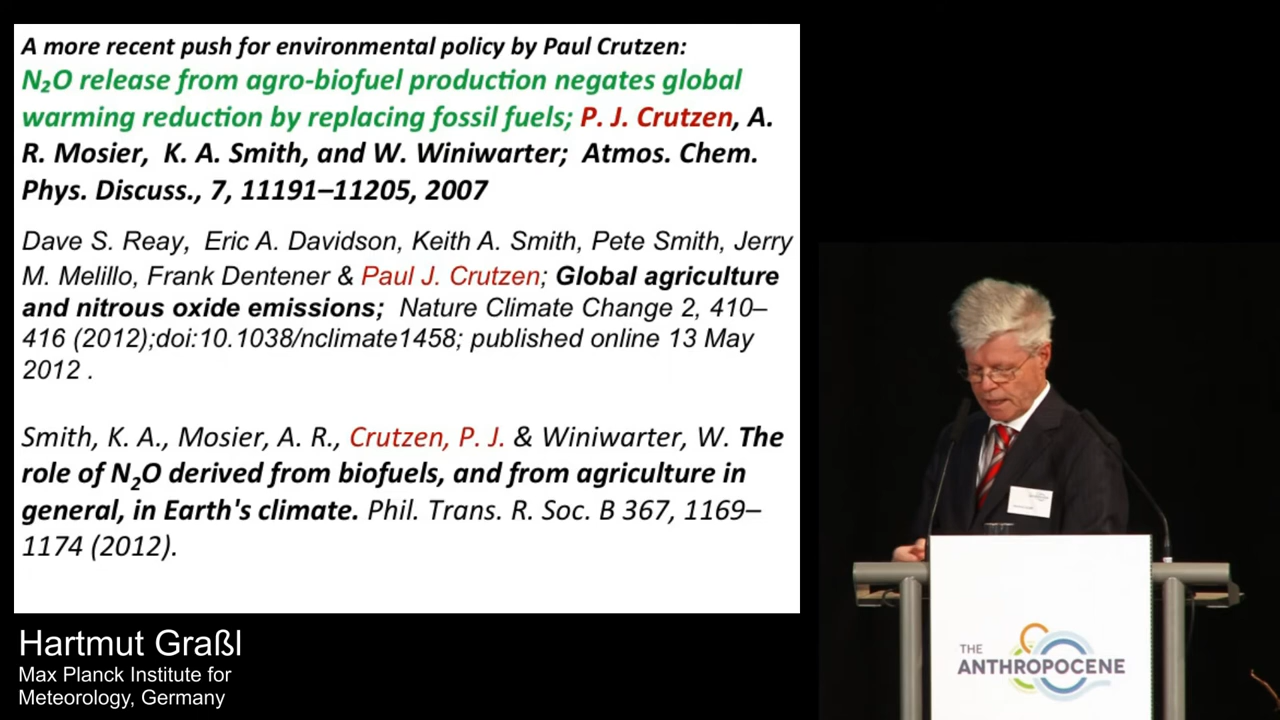 A more recent push for environmental policy by Paul Crutzen:
N₂O release from agro-biofuel production negates global
warming reduction by replacing fossil fuels; P. J. Crutzen, A.
R. Mosier, K. A. Smith, and W. Winiwarter; Atmos. Chem.
Phys. Discuss., 7, 11191–11205, 2007
Dave S. Reay, Eric A. Davidson, Keith A. Smith, Pete Smith, Jerry
M. Melillo, Frank Dentener & Paul J. Crutzen; Global agriculture
and nitrous oxide emissions; Nature Climate Change 2, 410–
416 (2012);doi:10.1038/nclimate1458; published online 13 May
2012 .
Smith, K. A., Mosier, A. R., Crutzen, P. J. & Winiwarter, W. The
role of N₂O derived from biofuels, and from agriculture in
general, in Earth's climate. Phil. Trans. R. Soc. B 367, 1169–
1174 (2012).
Hartmut Graßl
Max Planck Institute for
Meteorology, Germany
THE
ANTHROPOCENE